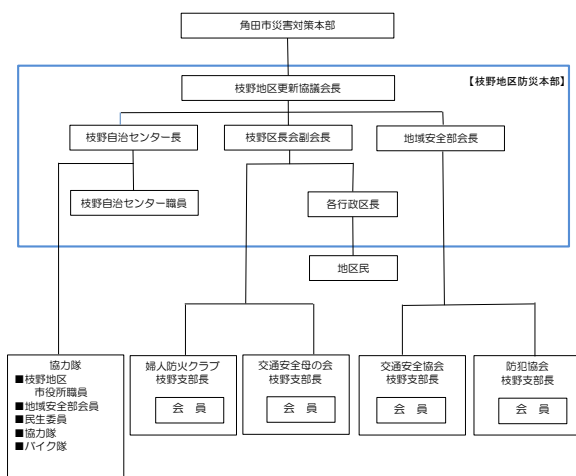 角田市災害対策本部
【枝野地区防災本部】
枝野地区更新協議会長
枝野自治センター長
枝野区長会副会長
地域安全部会長
枝野自治センター職員
各行政区長
地区民
協力隊
■枝野地区
市役所職員
■地域安全部会員
■民生委員
■協力隊
■バイク隊
婦人防火クラブ
枝野支部長
会 員
交通安全母の会
枝野支部長
会 員
交通安全協会
枝野支部長
会 員
防犯協会
枝野支部長
会 員